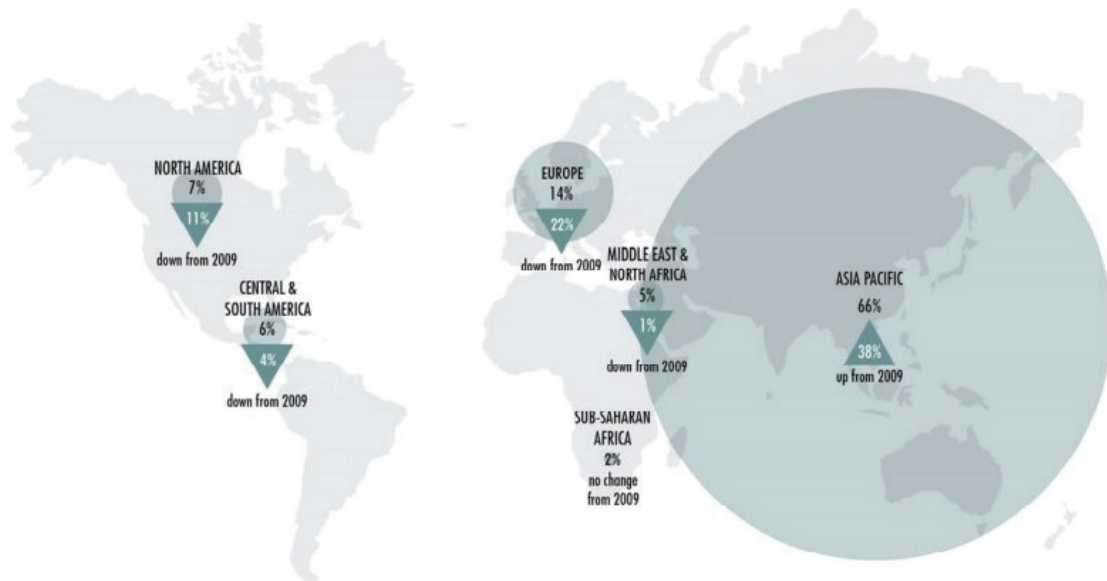 NORTH AMERICA
7%
11%
down from 2009
CENTRAL &
SOUTH AMERICA
6%
4%
down from 2009
EUROPE
14%
22%
down from 2009
MIDDLE EAST &
NORTH AFRICA
5%
1%
down from 2009
SUB-SAHARAN
AFRICA
2%
no change
from 2009
ASIA PACIFIC
66%
38%
up from 2009